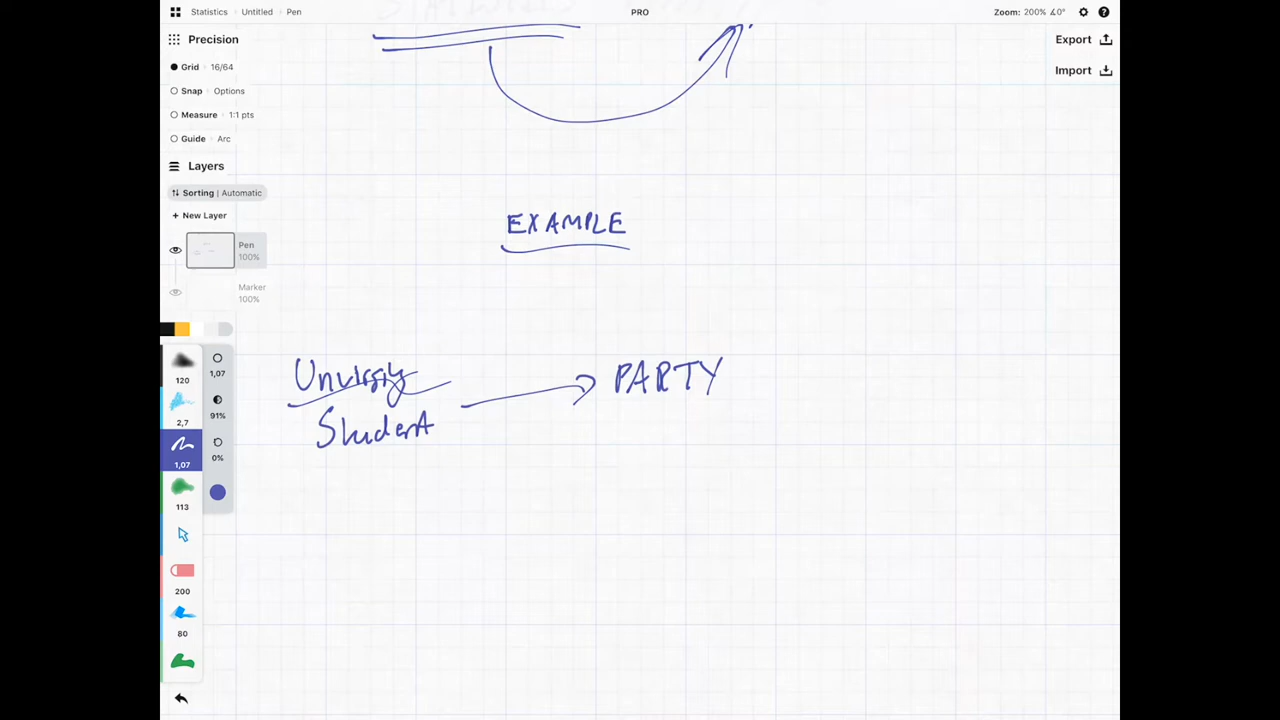 Statistics › Untitled › Pen
PRO
Zoom: 200% ∡0°
Precision
Grid › 16/64
Snap › Options
Measure › 1:1 pts
Guide › Arc
Layers
Sorting | Automatic
+ New Layer
Pen
100%
Marker
100%
120
2,7
1,07
113
200
80
1,07
91%
0%
Export
Import
EXAMPLE
PARTY
Student